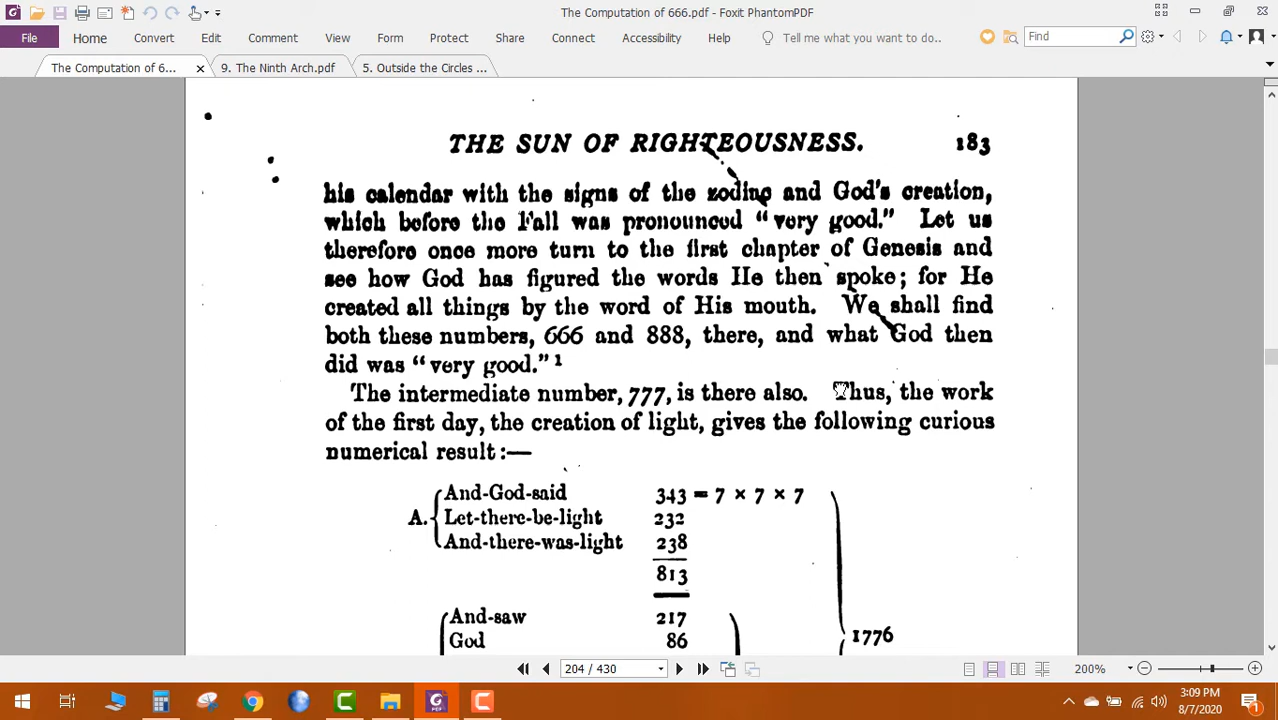 The Computation of 666.pdf - Foxit PhantomPDF
File Home Convert Edit Comment View Form Protect Share Connect Accessibility Help Tell me what you want to do.. Find
The Computation of 6... 9. The Ninth Arch.pdf 5. Outside the Circles ...
THE SUN OF RIGHTEOUSNESS. 183
his calendar with the signs of the zodiac and God's creation,
which before the Fall was pronounced "very good." Let us
therefore once more turn to the first chapter of Genesis and
see how God has figured the words He then spoke; for He
created all things by the word of His mouth. We shall find
both these numbers, 666 and 888, there, and what God then
did was "very good." 1
The intermediate number, 777, is there also. Thus, the work
of the first day, the creation of light, gives the following curious
numerical result :—
And-God-said 343 = 7 × 7 × 7
A. Let-there-be-light 232
And-there-was-light 238
813
And-saw 217
1776
God 86
204 / 430 200%
3:09 PM
8/7/2020